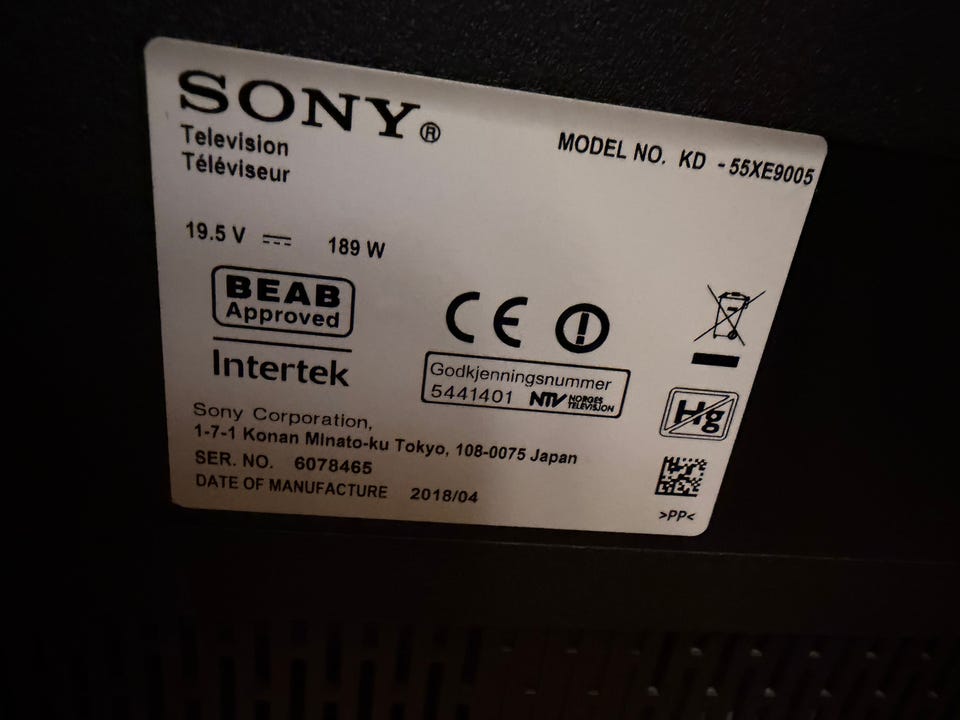 SONY®
Television
Téléviseur
MODEL NO. KD -55XE9005
19.5 V 189 W
BEAB
Approved
Intertek
CE
Godkjenningsnummer
5441401 NTV NORGES
TELEVISJON
Hg
Sony Corporation,
1-7-1 Konan Minato-ku Tokyo, 108-0075 Japan
SER. NO. 6078465
DATE OF MANUFACTURE 2018/04
>PP<